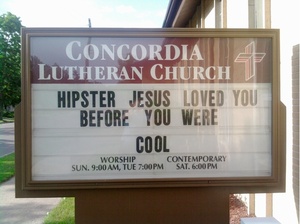 CONCORDIA
LUTHERAN CHURCH
HIPSTER JESUS LOVED YOU
BEFORE YOU WERE
COOL
WORSHIP
SUN. 9:00 AM, TUE 7:00 PM
CONTEMPORARY
SAT. 6:00 PM